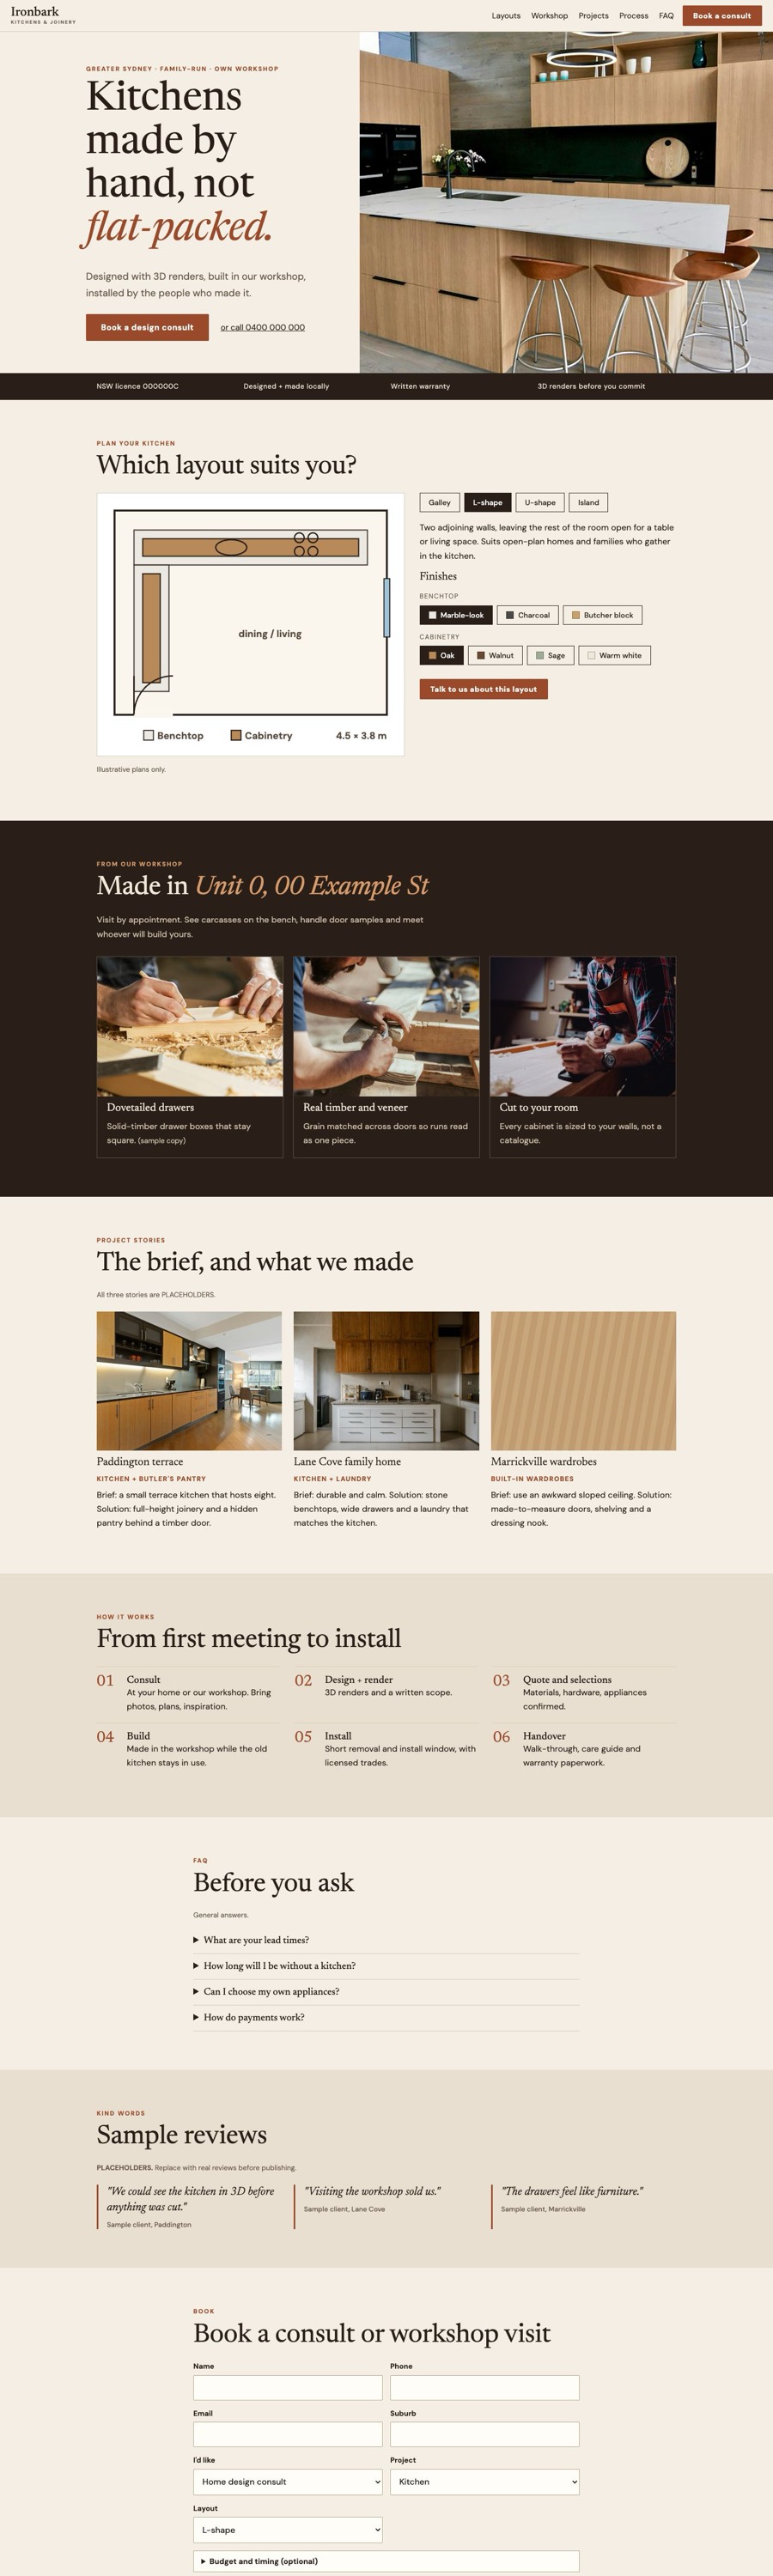 Ironbark
KITCHENS & JOINERY
Layouts
Workshop
Projects
Process
FAQ
Book a consult
GREATER SYDNEY · FAMILY-RUN · OWN WORKSHOP
Kitchens
made by
hand, not
flat-packed.
Designed with 3D renders, built in our workshop,
installed by the people who made it.
Book a design consult
or call 0400 000 000
NSW licence 000000C
Designed + made locally
Written warranty
3D renders before you commit
PLAN YOUR KITCHEN
Which layout suits you?
dining / living
Benchtop
Cabinetry
4.5 × 3.8 m
Illustrative plans only.
Galley
L-shape
U-shape
Island
Two adjoining walls, leaving the rest of the room open for a table
or living space. Suits open-plan homes and families who gather
in the kitchen.
Finishes
BENCHTOP
Marble-look
Charcoal
Butcher block
CABINETRY
Oak
Walnut
Sage
Warm white
Talk to us about this layout
FROM OUR WORKSHOP
Made in Unit 0, 00 Example St
Visit by appointment. See carcasses on the bench, handle door samples and meet
whoever will build yours.
Dovetailed drawers
Solid-timber drawer boxes that stay
square. (sample copy)
Real timber and veneer
Grain matched across doors so runs read
as one piece.
Cut to your room
Every cabinet is sized to your walls, not a
catalogue.
PROJECT STORIES
The brief, and what we made
All three stories are PLACEHOLDERS.
Paddington terrace
KITCHEN + BUTLER'S PANTRY
Brief: a small terrace kitchen that hosts eight.
Solution: full-height joinery and a hidden
pantry behind a timber door.
Lane Cove family home
KITCHEN + LAUNDRY
Brief: durable and calm. Solution: stone
benchtops, wide drawers and a laundry that
matches the kitchen.
Marrickville wardrobes
BUILT-IN WARDROBES
Brief: use an awkward sloped ceiling. Solution:
made-to-measure doors, shelving and a
dressing nook.
HOW IT WORKS
From first meeting to install
01
Consult
At your home or our workshop. Bring
photos, plans, inspiration.
02
Design + render
3D renders and a written scope.
03
Quote and selections
Materials, hardware, appliances
confirmed.
04
Build
Made in the workshop while the old
kitchen stays in use.
05
Install
Short removal and install window, with
licensed trades.
06
Handover
Walk-through, care guide and
warranty paperwork.
FAQ
Before you ask
General answers.
What are your lead times?
How long will I be without a kitchen?
Can I choose my own appliances?
How do payments work?
KIND WORDS
Sample reviews
PLACEHOLDERS. Replace with real reviews before publishing.
"We could see the kitchen in 3D before
anything was cut."
Sample client, Paddington
"Visiting the workshop sold us."
Sample client, Lane Cove
"The drawers feel like furniture."
Sample client, Marrickville
BOOK
Book a consult or workshop visit
Name
Phone
Email
Suburb
I'd like
Project
Home design consult
Kitchen
Layout
L-shape
Budget and timing (optional)